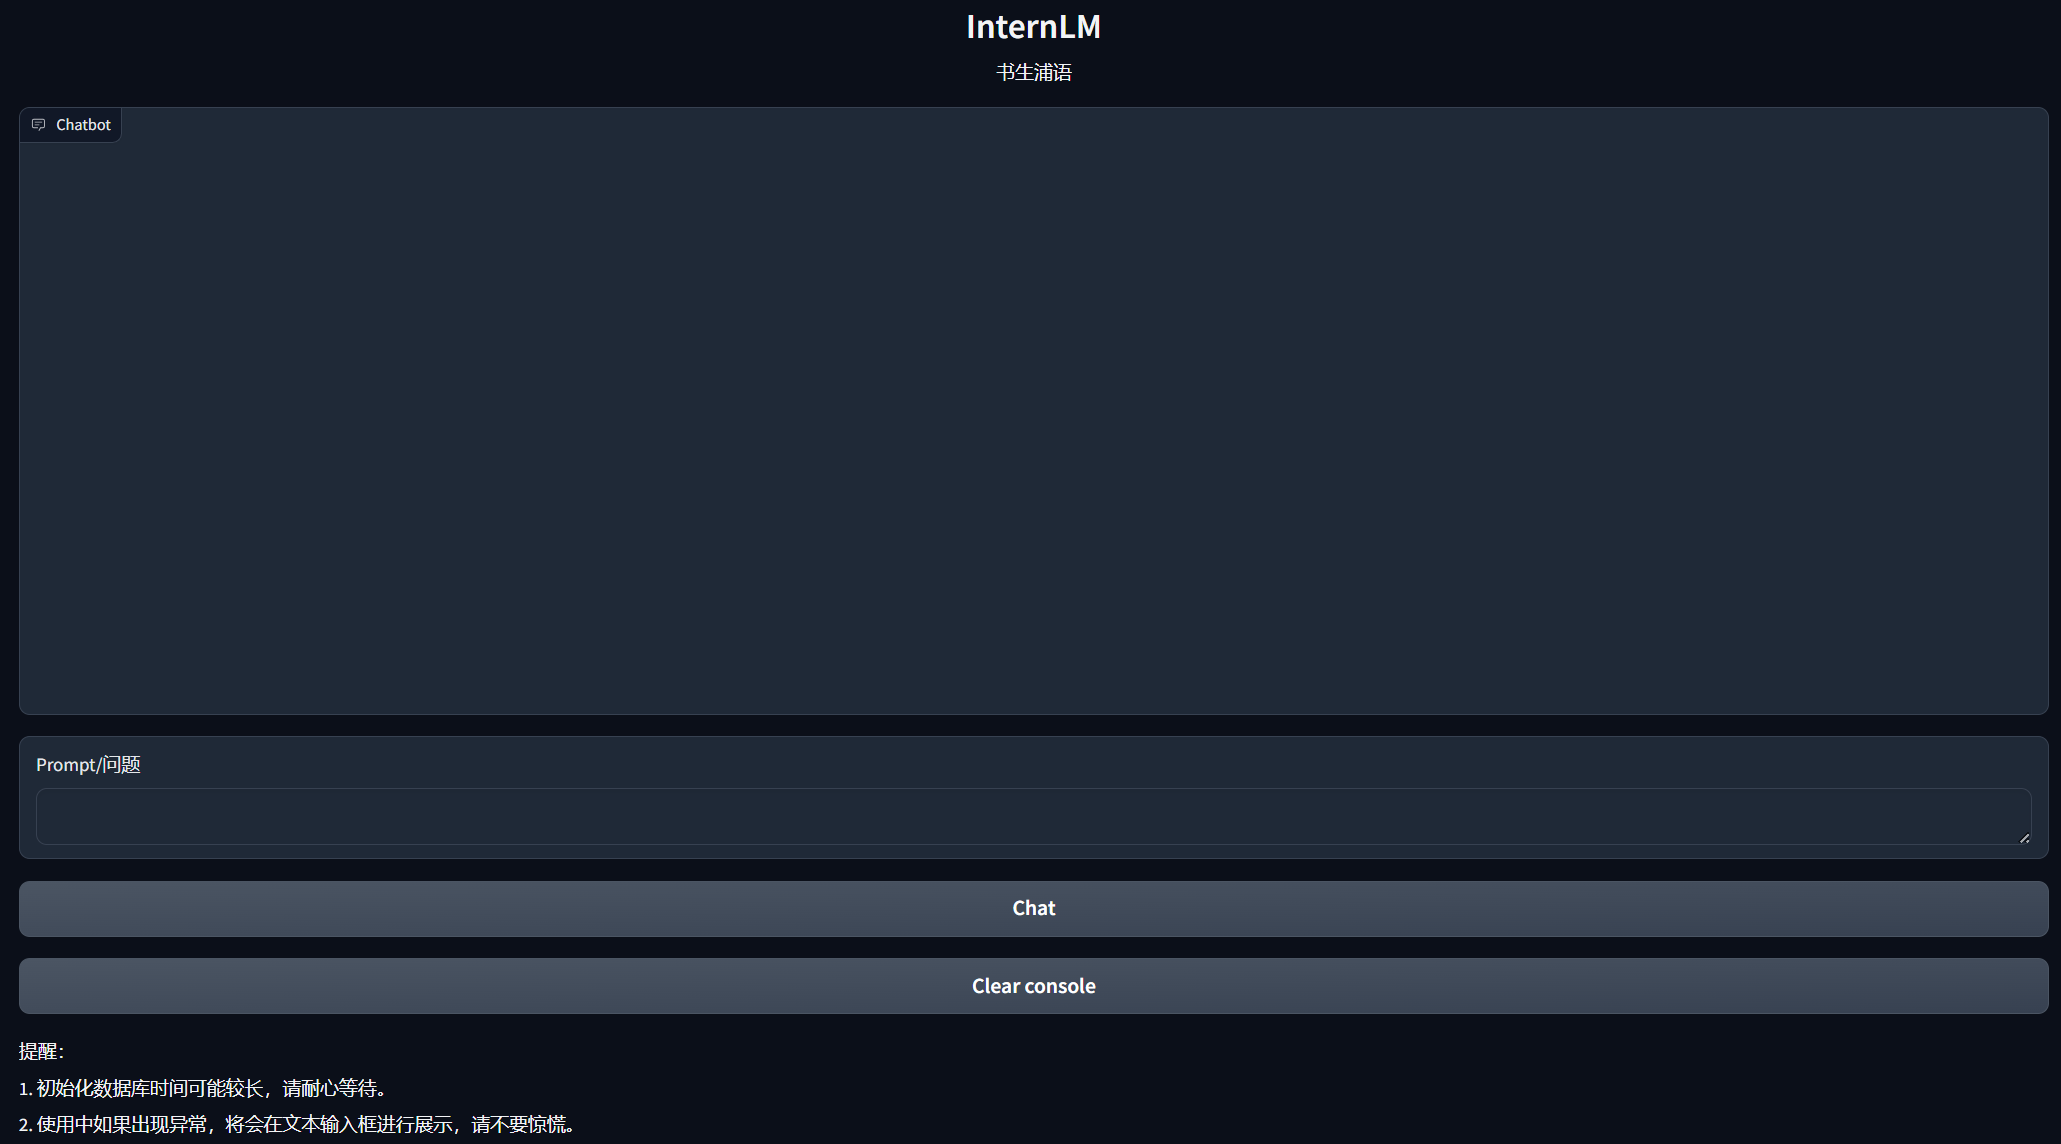 InternLM
书生浦语
Chatbot
Prompt/问题
Chat
Clear console
提醒：
1. 初始化数据库时间可能较长，请耐心等待。
2. 使用中如果出现异常，将会在文本输入框进行展示，请不要惊慌。